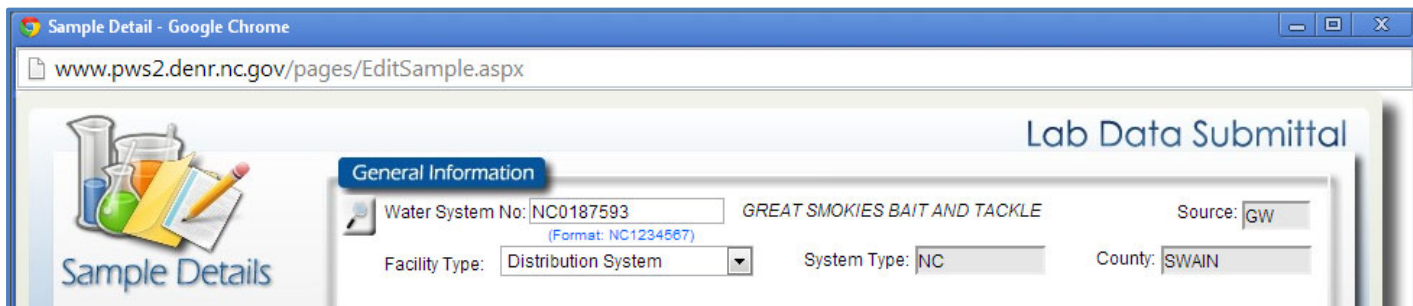 Sample Detail - Google Chrome
www.pws2.denr.nc.gov/pages/EditSample.aspx
Lab Data Submittal
General Information
Water System No: NC0187593 GREAT SMOKIES BAIT AND TACKLE Source: GW
(Format: NC1234567)
Facility Type: Distribution System System Type: NC County: SWAIN
Sample Details